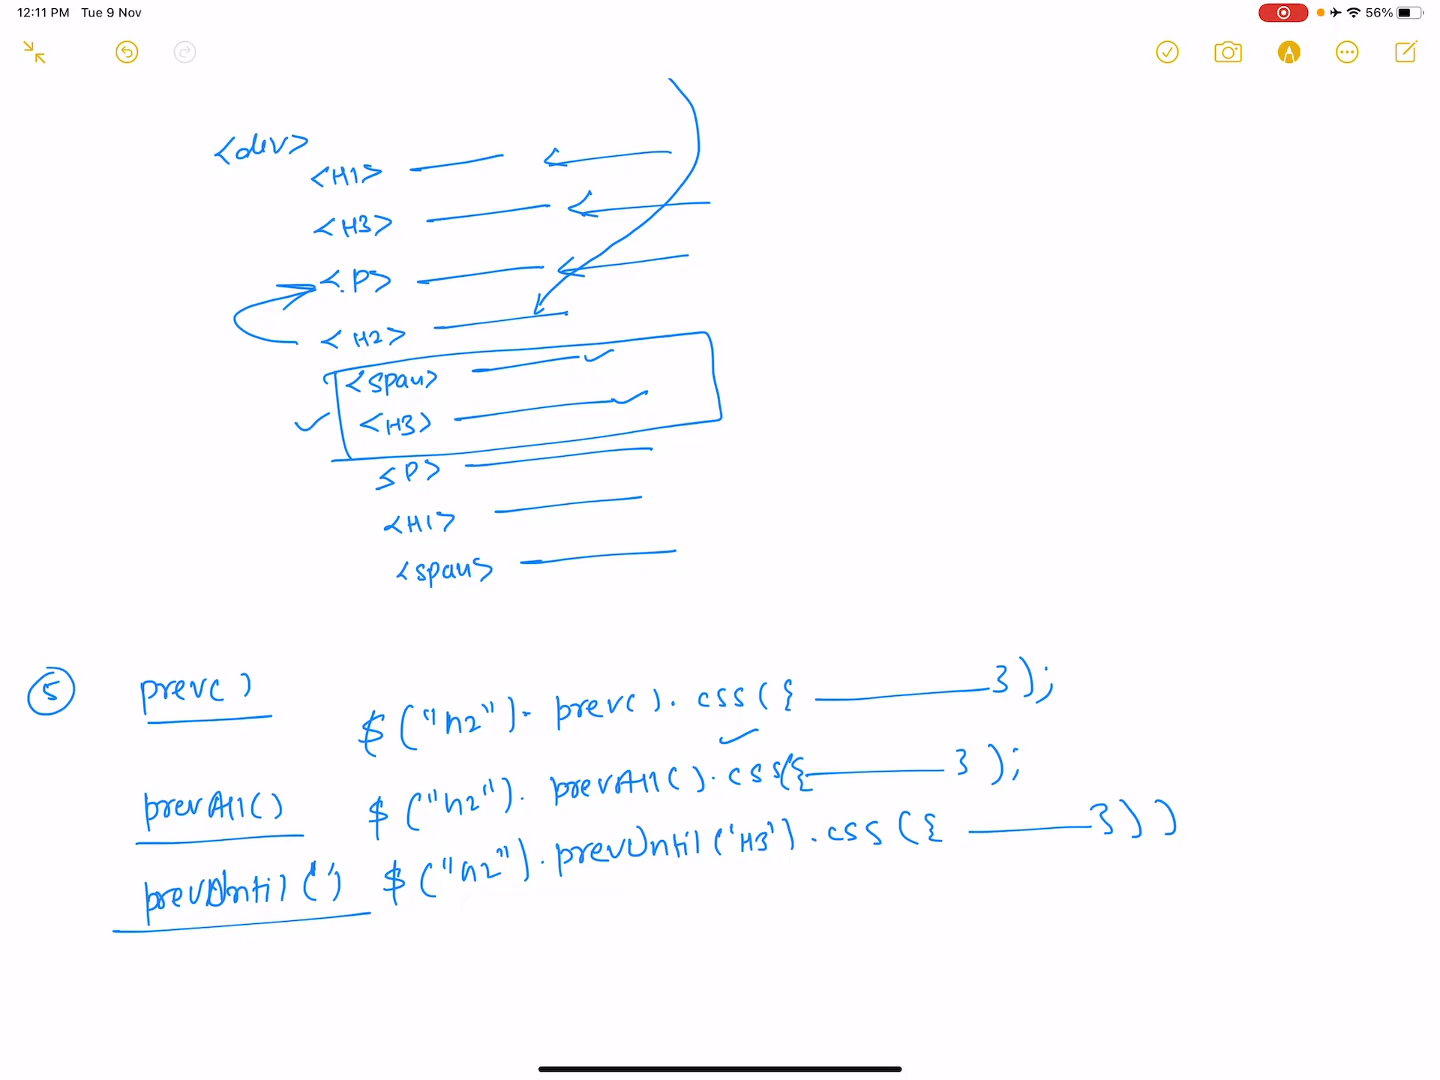 12:11 PM Tue 9 Nov
56%
<div>
<H1>
<H3>
<P>
<H2>
<span>
<H3>
<P>
<H1>
<span>
5 prev() $("h2").prev().css({ });
prevAll() $("h2").prevAll().css({ });
prevUntil('') $("h2").prevUntil('H3').css({ }))